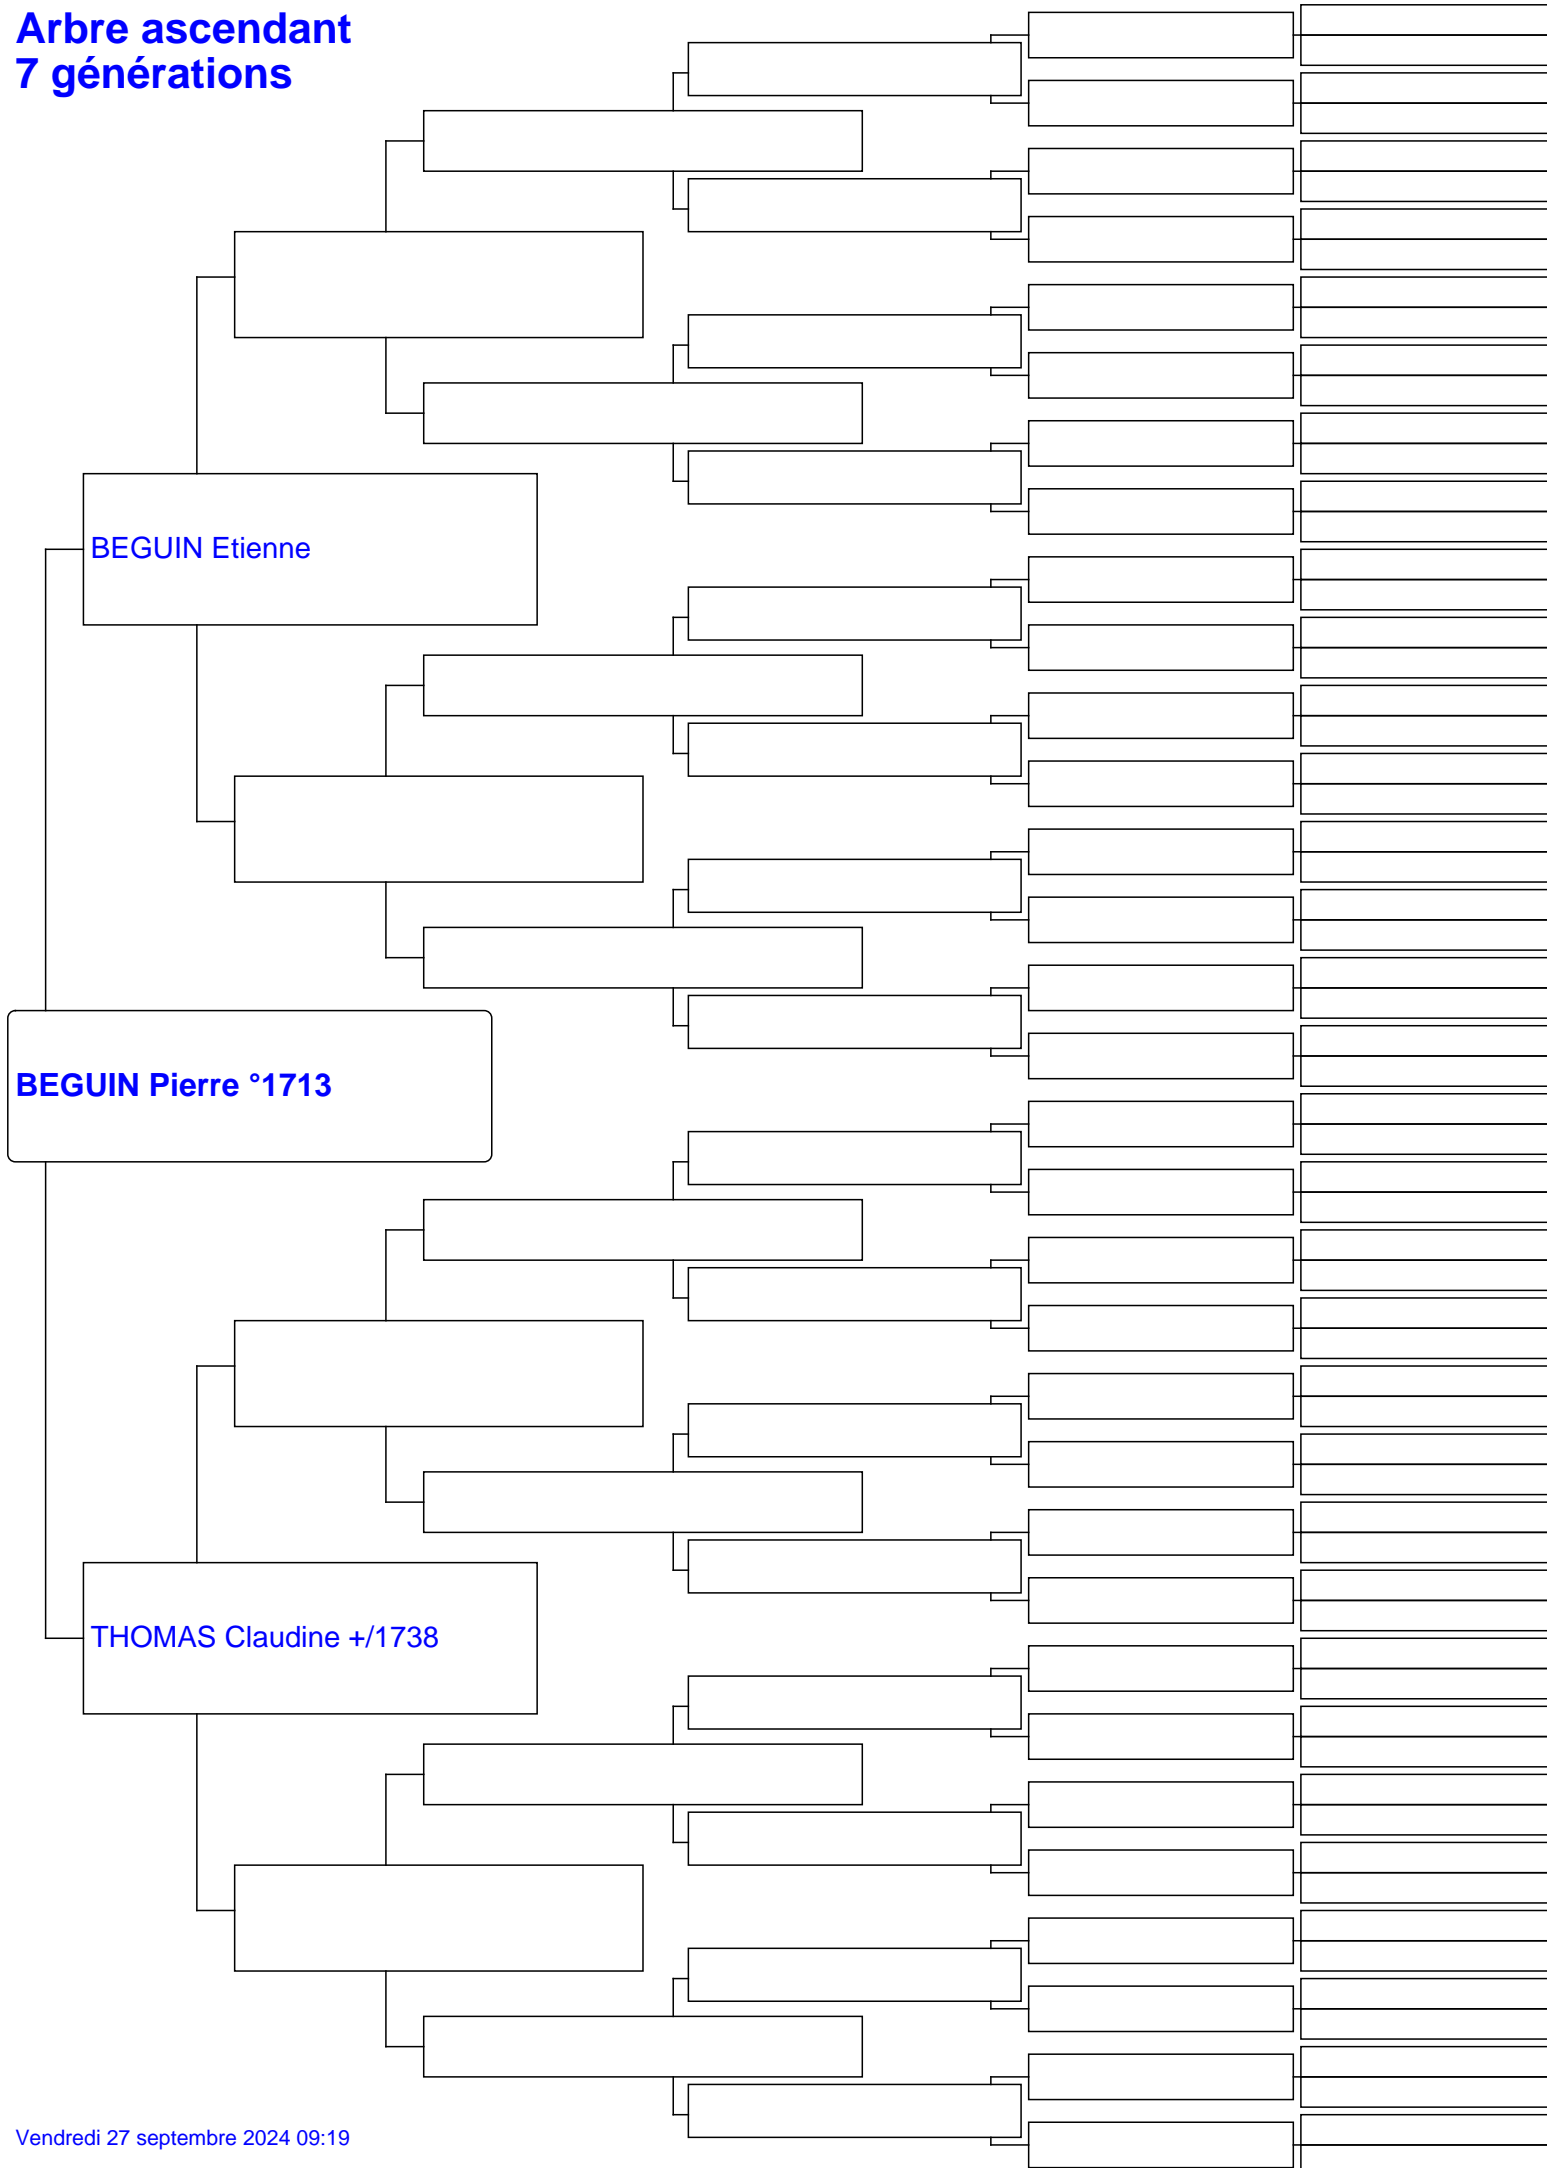 Arbre ascendant
7 générations
BEGUIN Etienne
BEGUIN Pierre °1713
THOMAS Claudine +/1738
Vendredi 27 septembre 2024 09:19